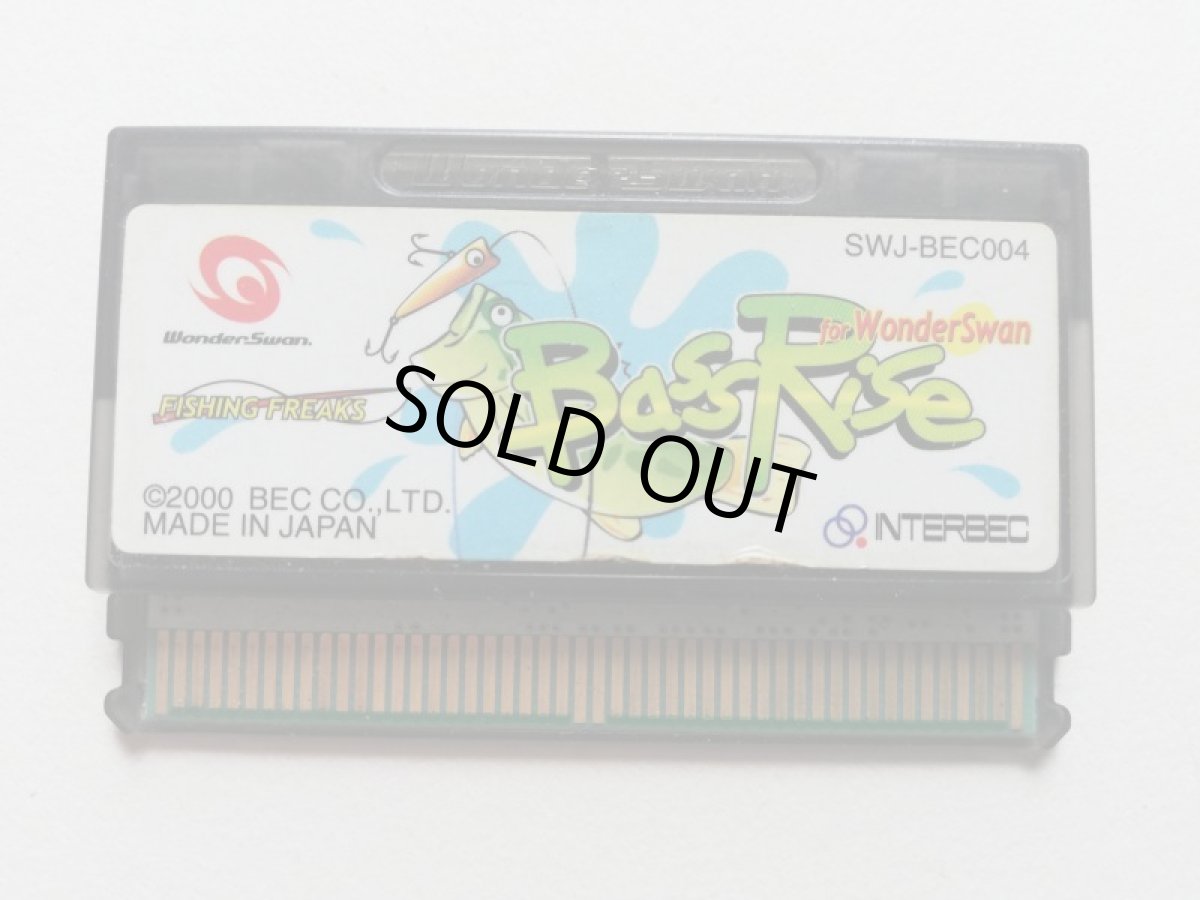 WonderSwan
SWJ-BEC004
WonderSwan.
BassRise
for WonderSwan
FISHING FREAKS
SOLD OUT
©2000 BEC CO.,LTD.
MADE IN JAPAN
INTERBEC